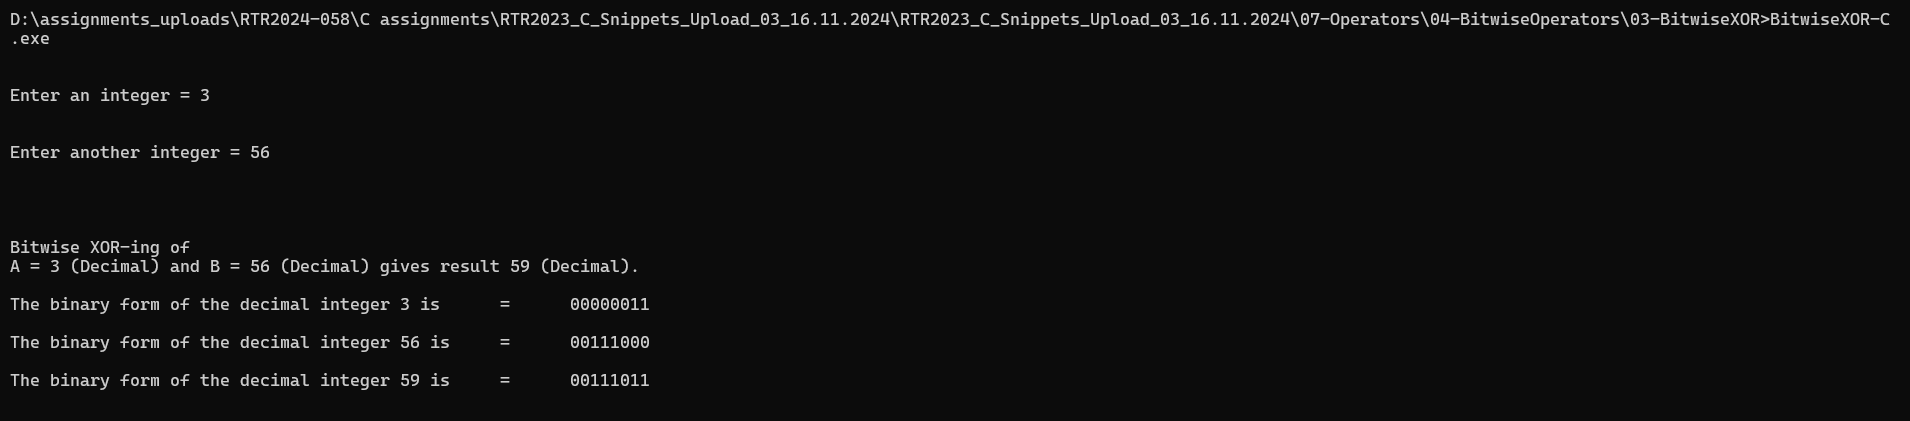 D:\assignments_uploads\RTR2024-058\C assignments\RTR2023_C_Snippets_Upload_03_16.11.2024\RTR2023_C_Snippets_Upload_03_16.11.2024\07-Operators\04-BitwiseOperators\03-BitwiseXOR>BitwiseXOR-C
.exe
Enter an integer = 3
Enter another integer = 56
Bitwise XOR-ing of
A = 3 (Decimal) and B = 56 (Decimal) gives result 59 (Decimal).
The binary form of the decimal integer 3 is      =      00000011
The binary form of the decimal integer 56 is     =      00111000
The binary form of the decimal integer 59 is     =      00111011